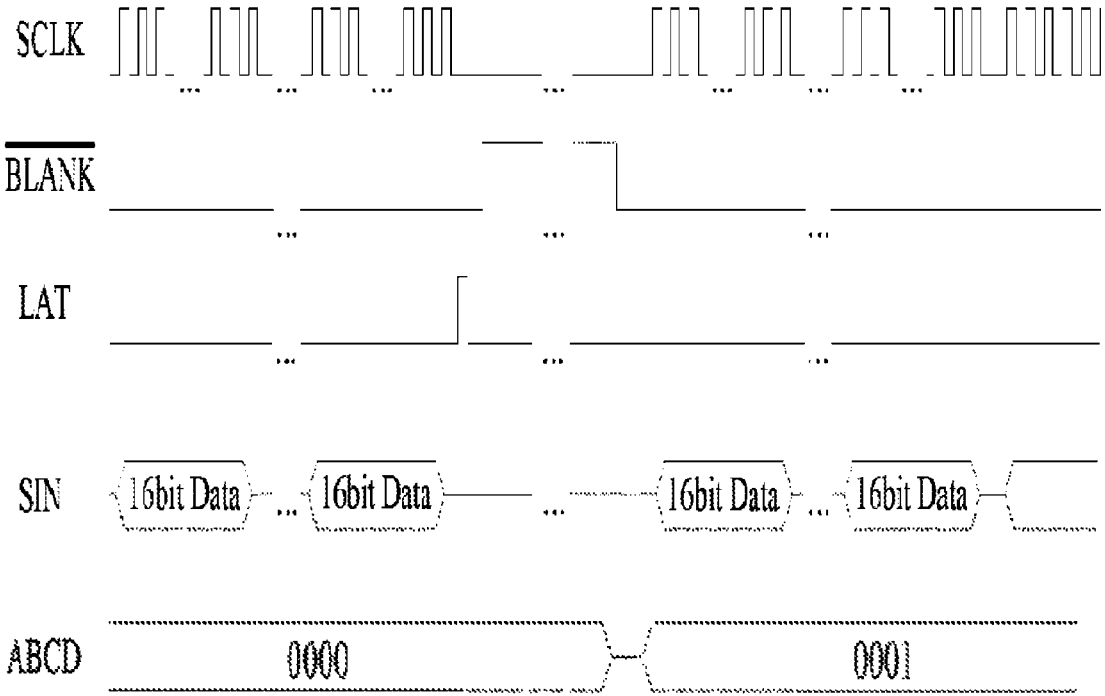 SCLK
... ... ... ... ... ... ...
BLANK
... ... ...
LAT
... ... ...
SIN 16bit Data ... 16bit Data ... 16bit Data ... 16bit Data
ABCD 0000 0001